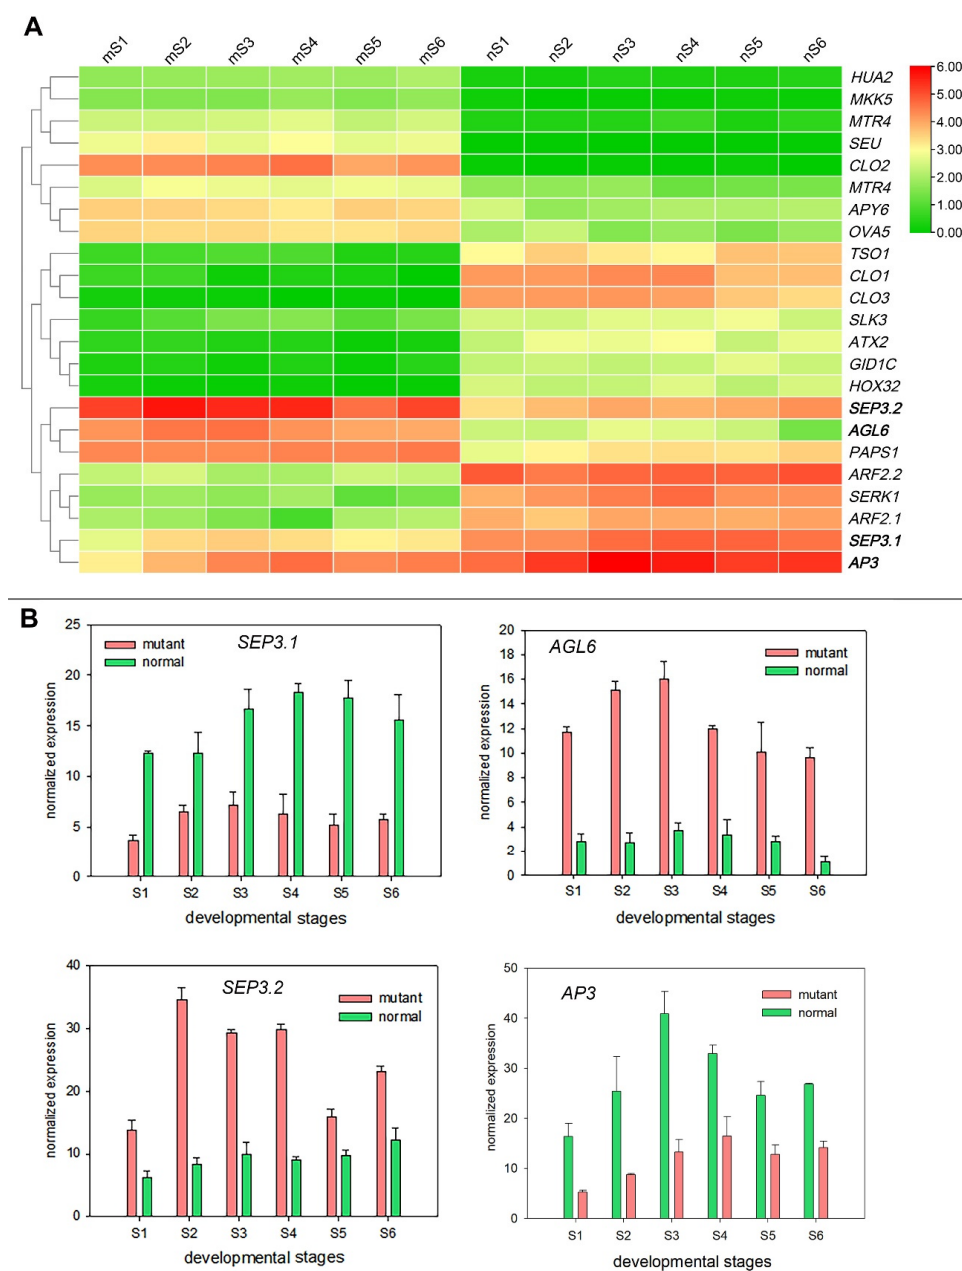 A
mS1 mS2 mS3 mS4 mS5 mS6 nS1 nS2 nS3 nS4 nS5 nS6
HUA2
MKK5
MTR4
SEU
CLO2
MTR4
APY6
OVA5
TSO1
CLO1
CLO3
SLK3
ATX2
GID1C
HOX32
SEP3.2
AGL6
PAPS1
ARF2.2
SERK1
ARF2.1
SEP3.1
AP3
6.00
5.00
4.00
3.00
2.00
1.00
0.00
B
SEP3.1
mutant
normal
normalized expression
25
20
15
10
5
0
S1 S2 S3 S4 S5 S6
developmental stages
AGL6
mutant
normal
normalized expression
20
18
16
14
12
10
8
6
4
2
0
S1 S2 S3 S4 S5 S6
developmental stages
SEP3.2
mutant
normal
normalized expression
40
30
20
10
0
S1 S2 S3 S4 S5 S6
developmental stages
AP3
mutant
normal
normalized expression
50
40
30
20
10
0
S1 S2 S3 S4 S5 S6
developmental stages